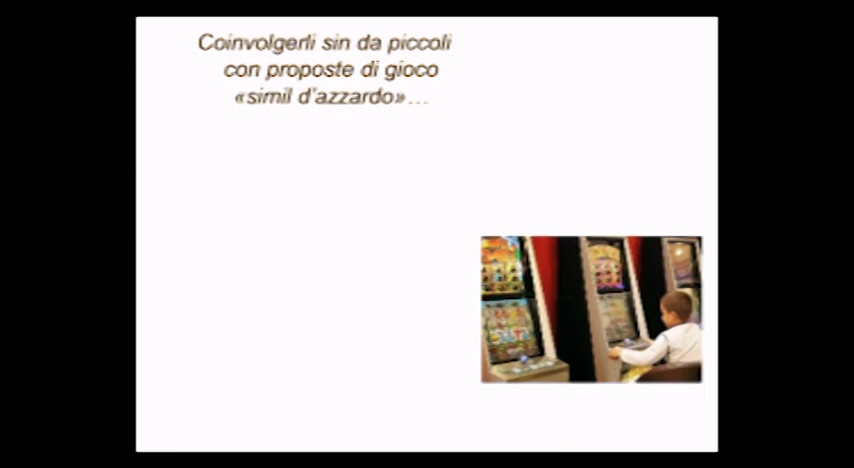 Coinvolgerli sin da piccoli
con proposte di gioco
«simil d'azzardo»…